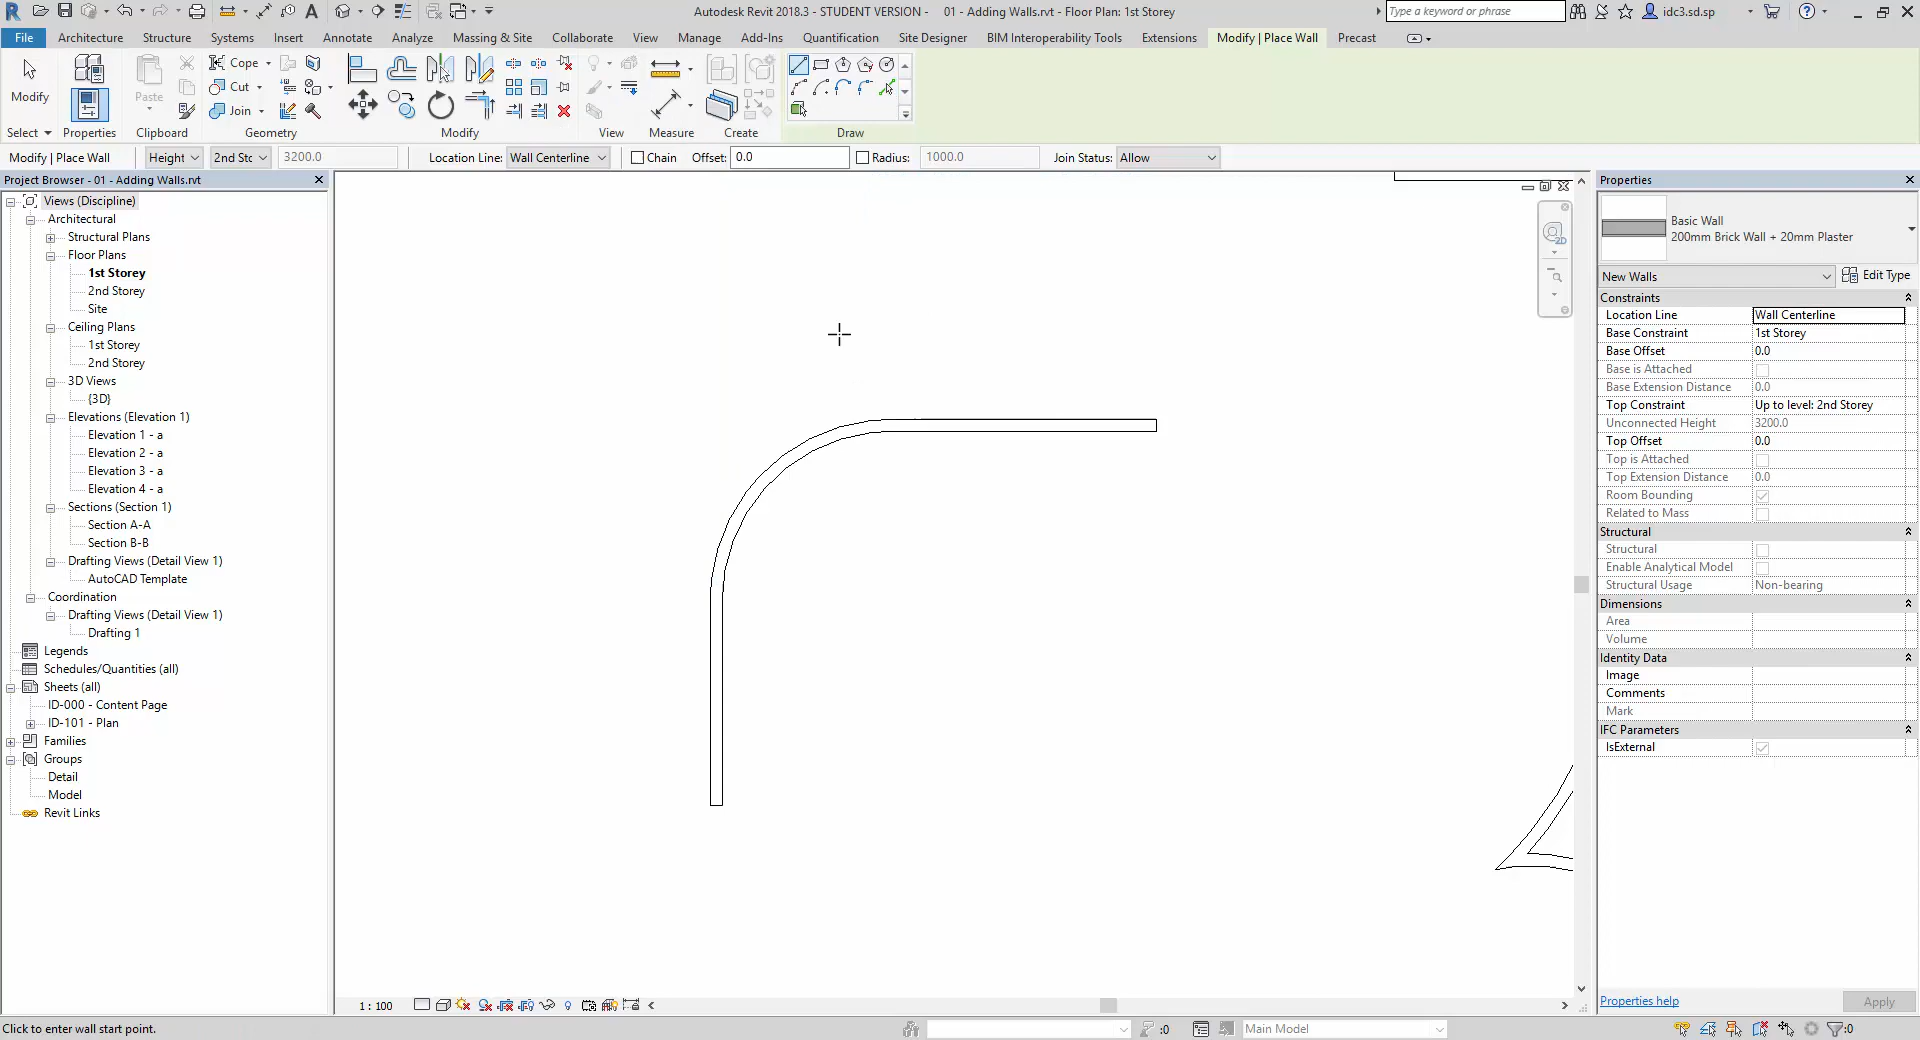 Autodesk Revit 2018.3 - STUDENT VERSION - 01 - Adding Walls.rvt - Floor Plan: 1st Storey
Type a keyword or phrase
idc3.sd.sp
File Architecture Structure Systems Insert Annotate Analyze Massing & Site Collaborate View Manage Add-Ins Quantification Site Designer BIM Interoperability Tools Extensions Modify | Place Wall Precast
Modify
Paste
Cope
Cut
Join
Select Properties Clipboard Geometry Modify View Measure Create Draw
Modify | Place Wall Height 2nd Stc 3200.0 Location Line: Wall Centerline Chain Offset: 0.0 Radius: 1000.0 Join Status: Allow
Project Browser - 01 - Adding Walls.rvt
Views (Discipline)
Architectural
Structural Plans
Floor Plans
1st Storey
2nd Storey
Site
Ceiling Plans
1st Storey
2nd Storey
3D Views
{3D}
Elevations (Elevation 1)
Elevation 1 - a
Elevation 2 - a
Elevation 3 - a
Elevation 4 - a
Sections (Section 1)
Section A-A
Section B-B
Drafting Views (Detail View 1)
AutoCAD Template
Coordination
Drafting Views (Detail View 1)
Drafting 1
Legends
Schedules/Quantities (all)
Sheets (all)
ID-000 - Content Page
ID-101 - Plan
Families
Groups
Detail
Model
Revit Links
2D
1 : 100
Properties
Basic Wall
200mm Brick Wall + 20mm Plaster
New Walls Edit Type
Constraints
Location Line Wall Centerline
Base Constraint 1st Storey
Base Offset 0.0
Base is Attached
Base Extension Distance 0.0
Top Constraint Up to level: 2nd Storey
Unconnected Height 3200.0
Top Offset 0.0
Top is Attached
Top Extension Distance 0.0
Room Bounding
Related to Mass
Structural
Structural
Enable Analytical Model
Structural Usage Non-bearing
Dimensions
Area
Volume
Identity Data
Image
Comments
Mark
IFC Parameters
IsExternal
Properties help Apply
Click to enter wall start point. :0 Main Model :0